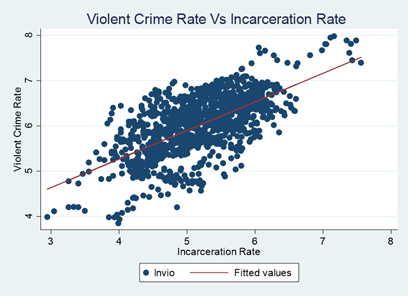 Violent Crime Rate Vs Incarceration Rate
Violent Crime Rate
8
7
6
5
4
3 4 5 6 7 8
Incarceration Rate
lnvio Fitted values